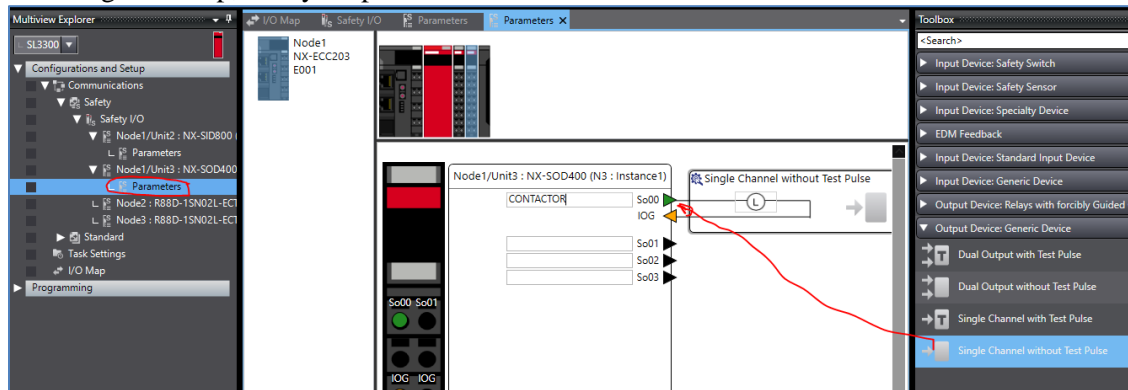 Multiview Explorer
SL3300
Configurations and Setup
Communications
Safety
Safety I/O
Node1/Unit2 : NX-SID800 (
Parameters
Node1/Unit3 : NX-SOD400
Parameters
Node2 : R88D-1SN02L-ECT
Node3 : R88D-1SN02L-ECT
Standard
Task Settings
I/O Map
Programming
I/O Map
Safety I/O
Parameters
Parameters
Node1
NX-ECC203
E001
Node1/Unit3 : NX-SOD400 (N3 : Instance1)
CONTACTOR
So00
IOG
So01
So02
So03
Single Channel without Test Pulse
L
So00 So01
IOG IOG
Toolbox
<Search>
Input Device: Safety Switch
Input Device: Safety Sensor
Input Device: Specialty Device
EDM Feedback
Input Device: Standard Input Device
Input Device: Generic Device
Output Device: Relays with forcibly Guided
Output Device: Generic Device
T Dual Output with Test Pulse
Dual Output without Test Pulse
T Single Channel with Test Pulse
Single Channel without Test Pulse